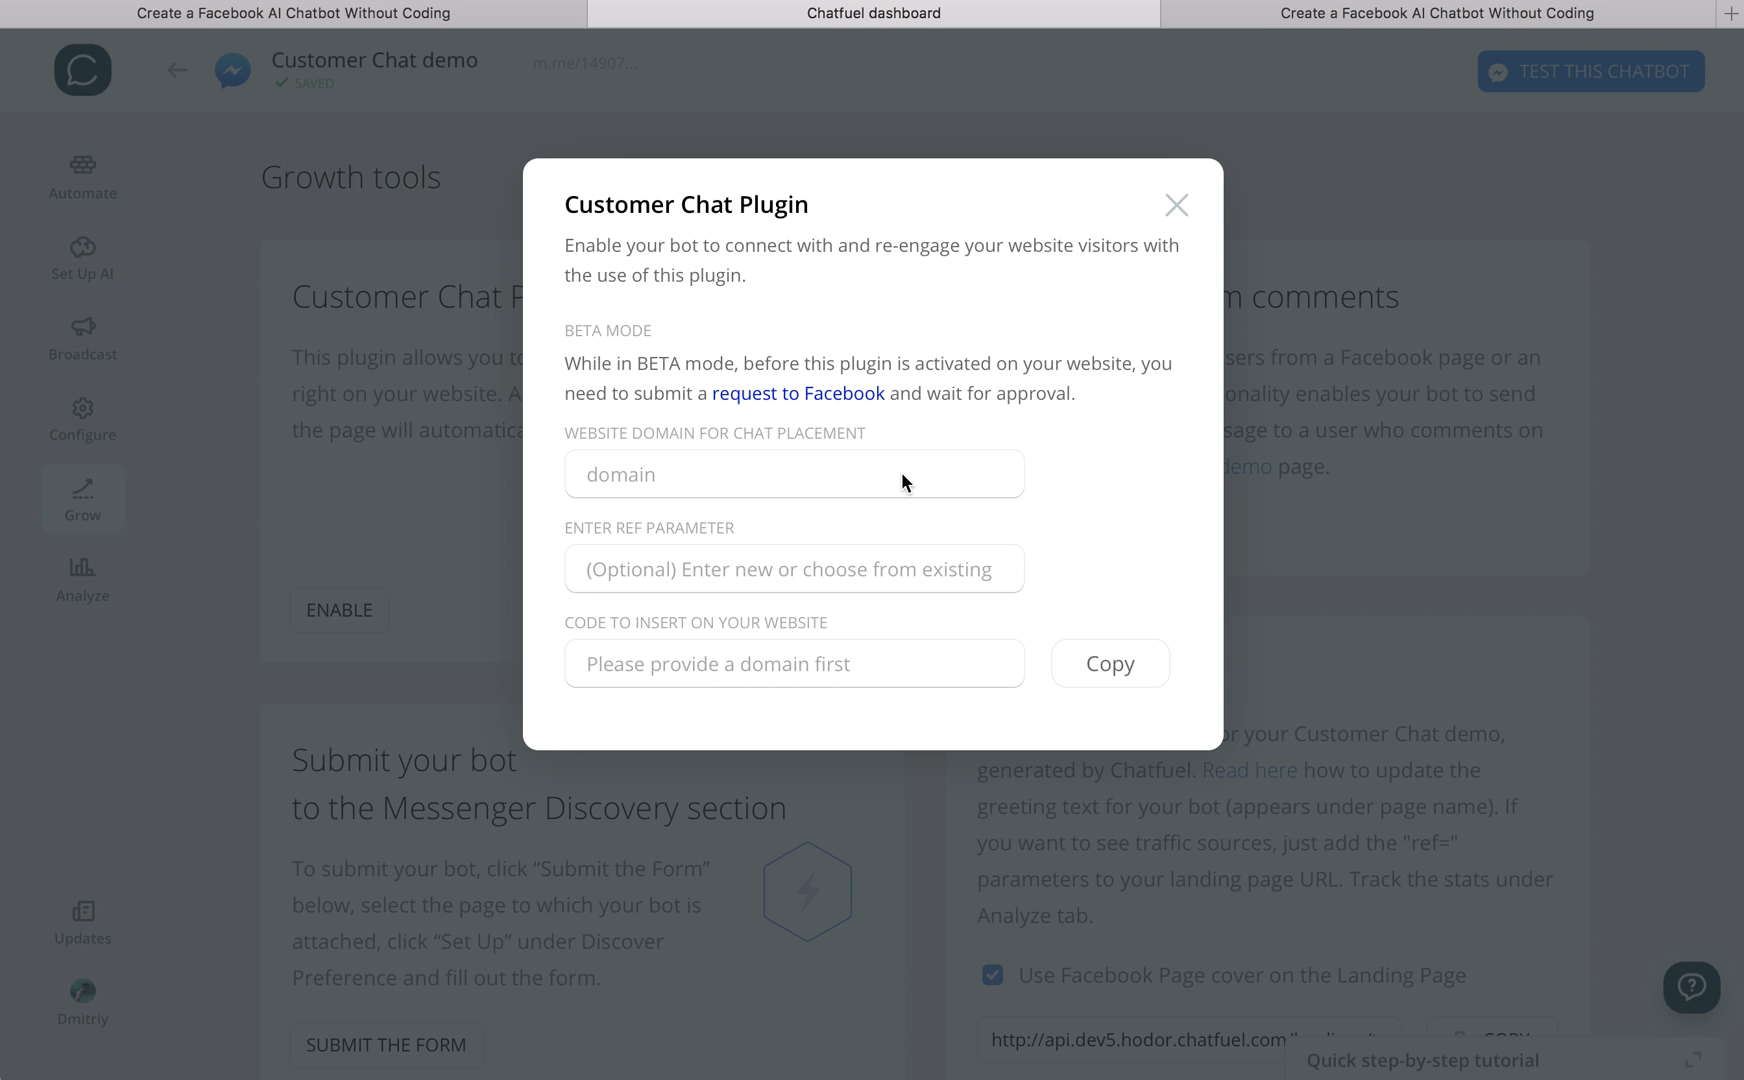 Create a Facebook AI Chatbot Without Coding
Chatfuel dashboard
Create a Facebook AI Chatbot Without Coding
Customer Chat demo
SAVED
m.me/14907...
TEST THIS CHATBOT
Automate
Set Up AI
Broadcast
Configure
Grow
Analyze
Updates
Dmitriy
Growth tools
Customer Chat P
This plugin allows you to
right on your website. A
the page will automatica
ENABLE
m comments
sers from a Facebook page or an
onality enables your bot to send
sage to a user who comments on
demo page.
Customer Chat Plugin
Enable your bot to connect with and re-engage your website visitors with
the use of this plugin.
BETA MODE
While in BETA mode, before this plugin is activated on your website, you
need to submit a request to Facebook and wait for approval.
WEBSITE DOMAIN FOR CHAT PLACEMENT
domain
ENTER REF PARAMETER
(Optional) Enter new or choose from existing
CODE TO INSERT ON YOUR WEBSITE
Please provide a domain first
Copy
Submit your bot
to the Messenger Discovery section
To submit your bot, click “Submit the Form”
below, select the page to which your bot is
attached, click “Set Up” under Discover
Preference and fill out the form.
SUBMIT THE FORM
or your Customer Chat demo,
generated by Chatfuel. Read here how to update the
greeting text for your bot (appears under page name). If
you want to see traffic sources, just add the "ref="
parameters to your landing page URL. Track the stats under
Analyze tab.
Use Facebook Page cover on the Landing Page
http://api.dev5.hodor.chatfuel.com/
COPY
Quick step-by-step tutorial